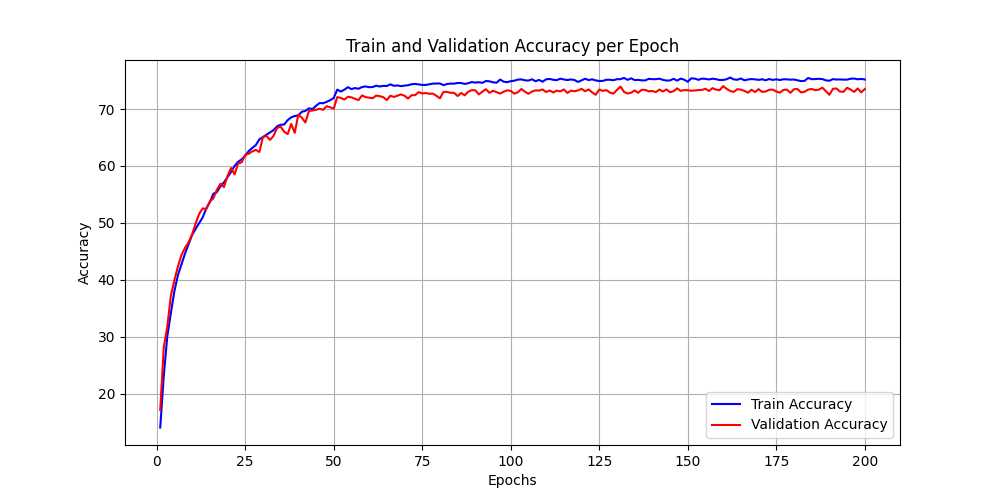 Train and Validation Accuracy per Epoch
Accuracy
70
60
50
40
30
20
0 25 50 75 100 125 150 175 200
Epochs
Train Accuracy
Validation Accuracy